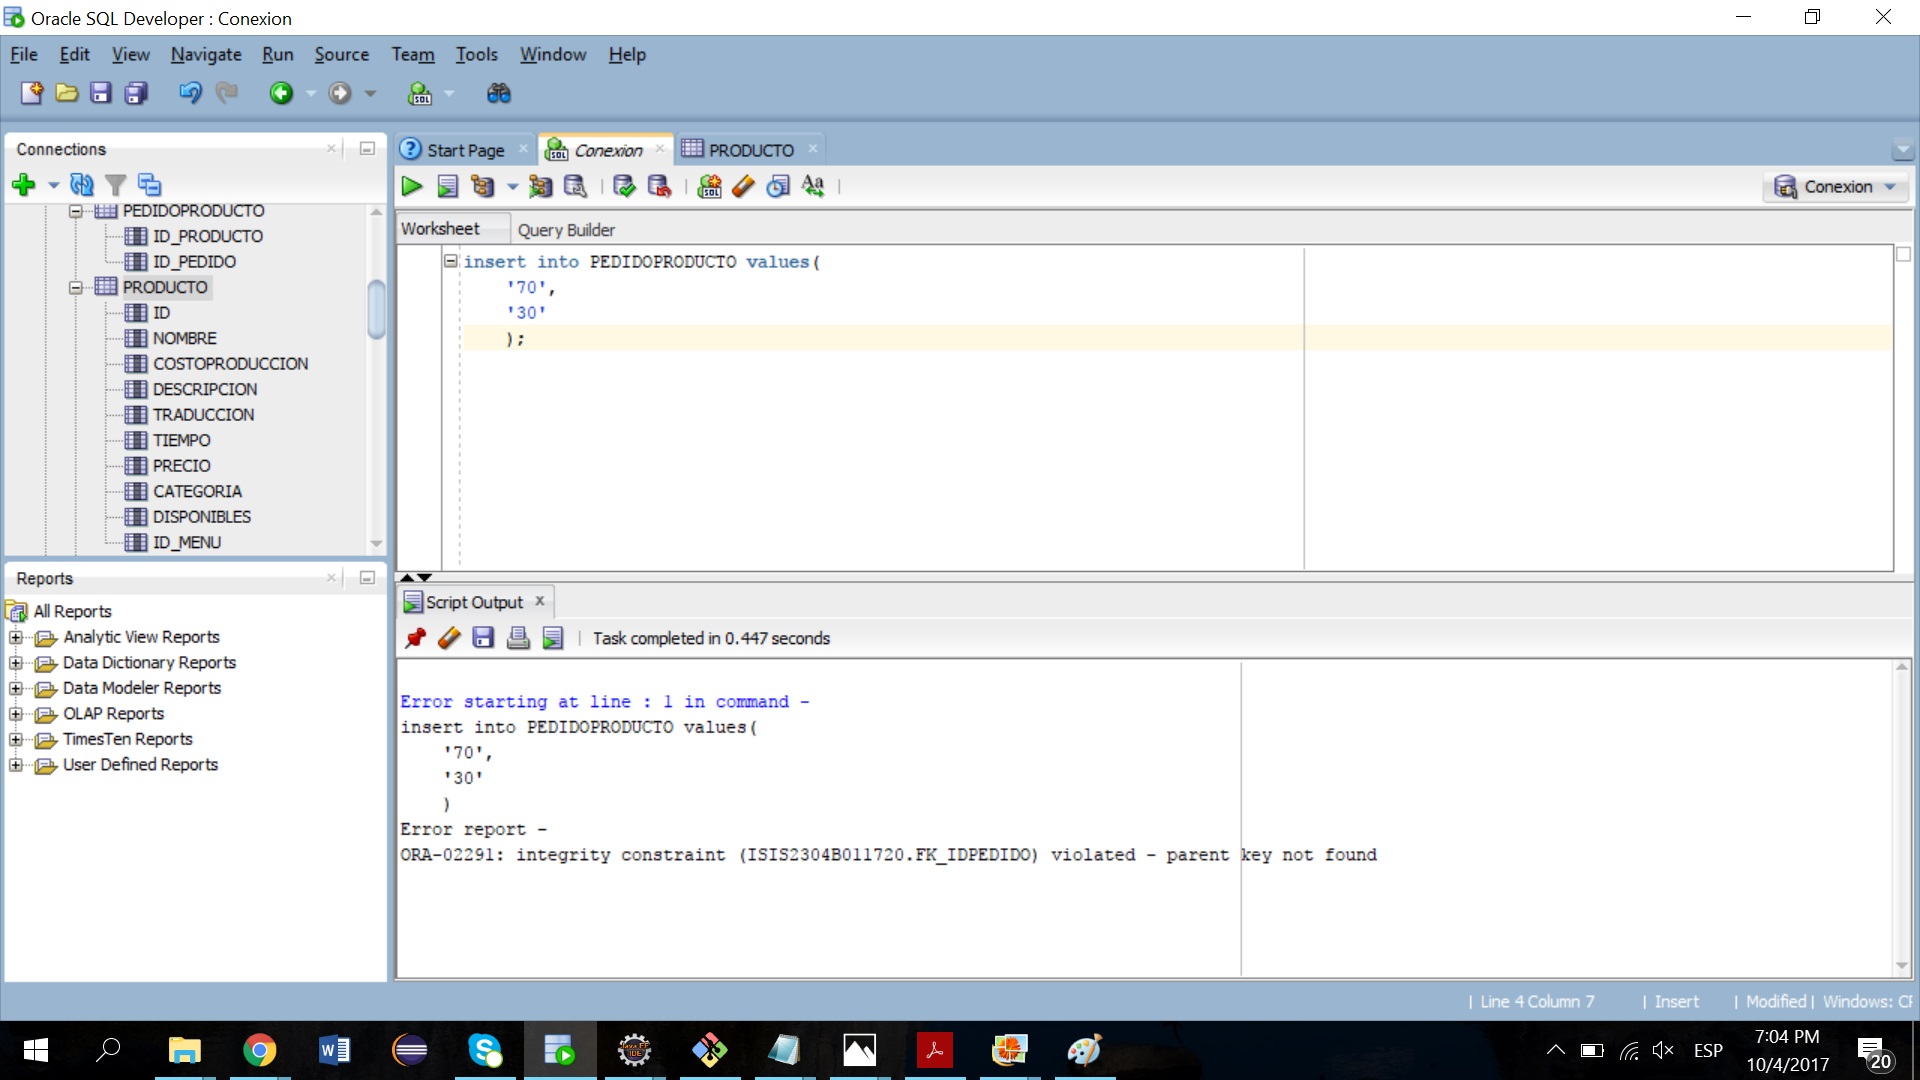 Oracle SQL Developer : Conexion
File Edit View Navigate Run Source Team Tools Window Help
Connections
PEDIDOPRODUCTO
ID_PRODUCTO
ID_PEDIDO
PRODUCTO
ID
NOMBRE
COSTOPRODUCCION
DESCRIPCION
TRADUCCION
TIEMPO
PRECIO
CATEGORIA
DISPONIBLES
ID_MENU
Reports
All Reports
Analytic View Reports
Data Dictionary Reports
Data Modeler Reports
OLAP Reports
TimesTen Reports
User Defined Reports
Start Page Conexion PRODUCTO
Conexion
Worksheet Query Builder
insert into PEDIDOPRODUCTO values(
'70',
'30'
);
Script Output
Task completed in 0.447 seconds
Error starting at line : 1 in command -
insert into PEDIDOPRODUCTO values(
'70',
'30'
)
Error report -
ORA-02291: integrity constraint (ISIS2304B011720.FK_IDPEDIDO) violated - parent key not found
| Line 4 Column 7 | Insert | Modified | Windows: CF
ESP
7:04 PM
10/4/2017
20